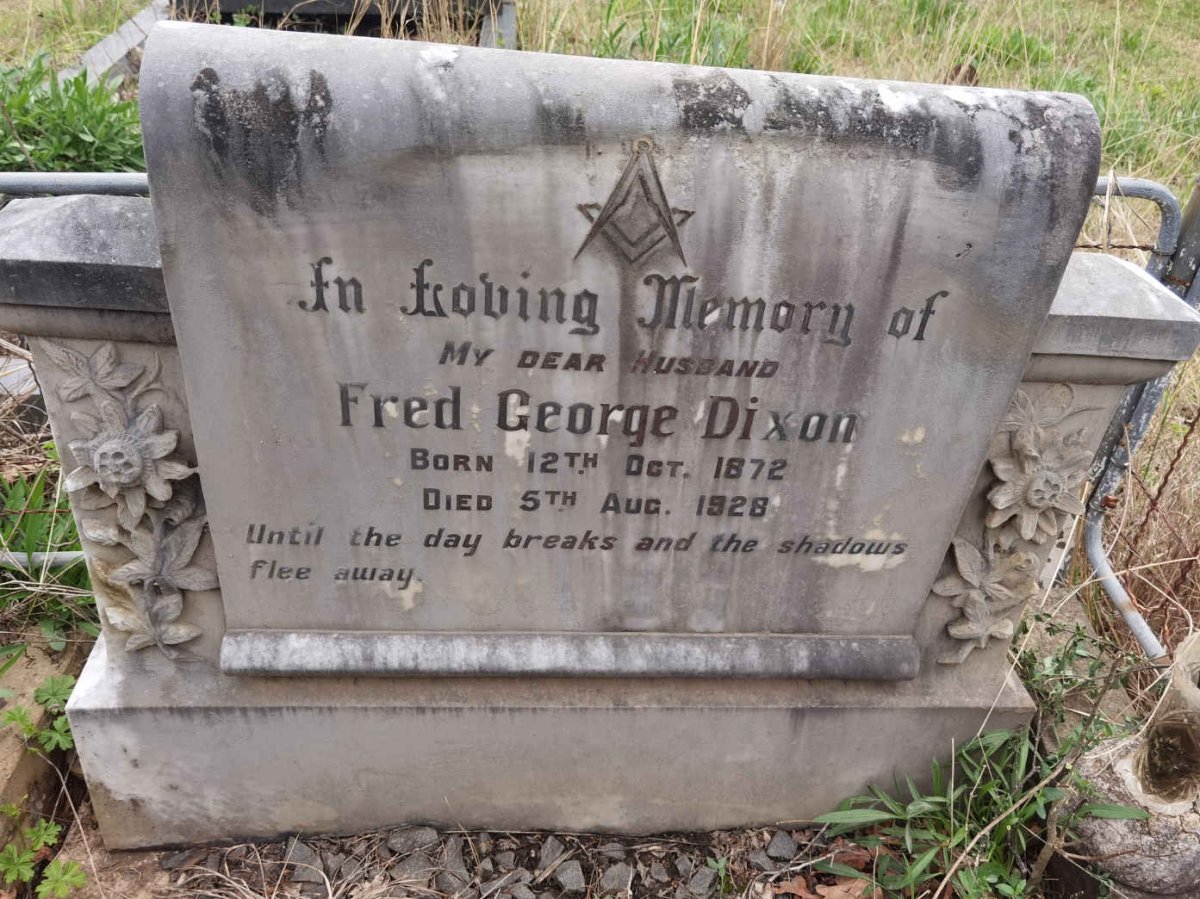 In Loving Memory of
My dear Husband
Fred George Dixon
Born 12TH Oct. 1872
Died 5TH Aug. 1928
Until the day breaks and the shadows
flee away.